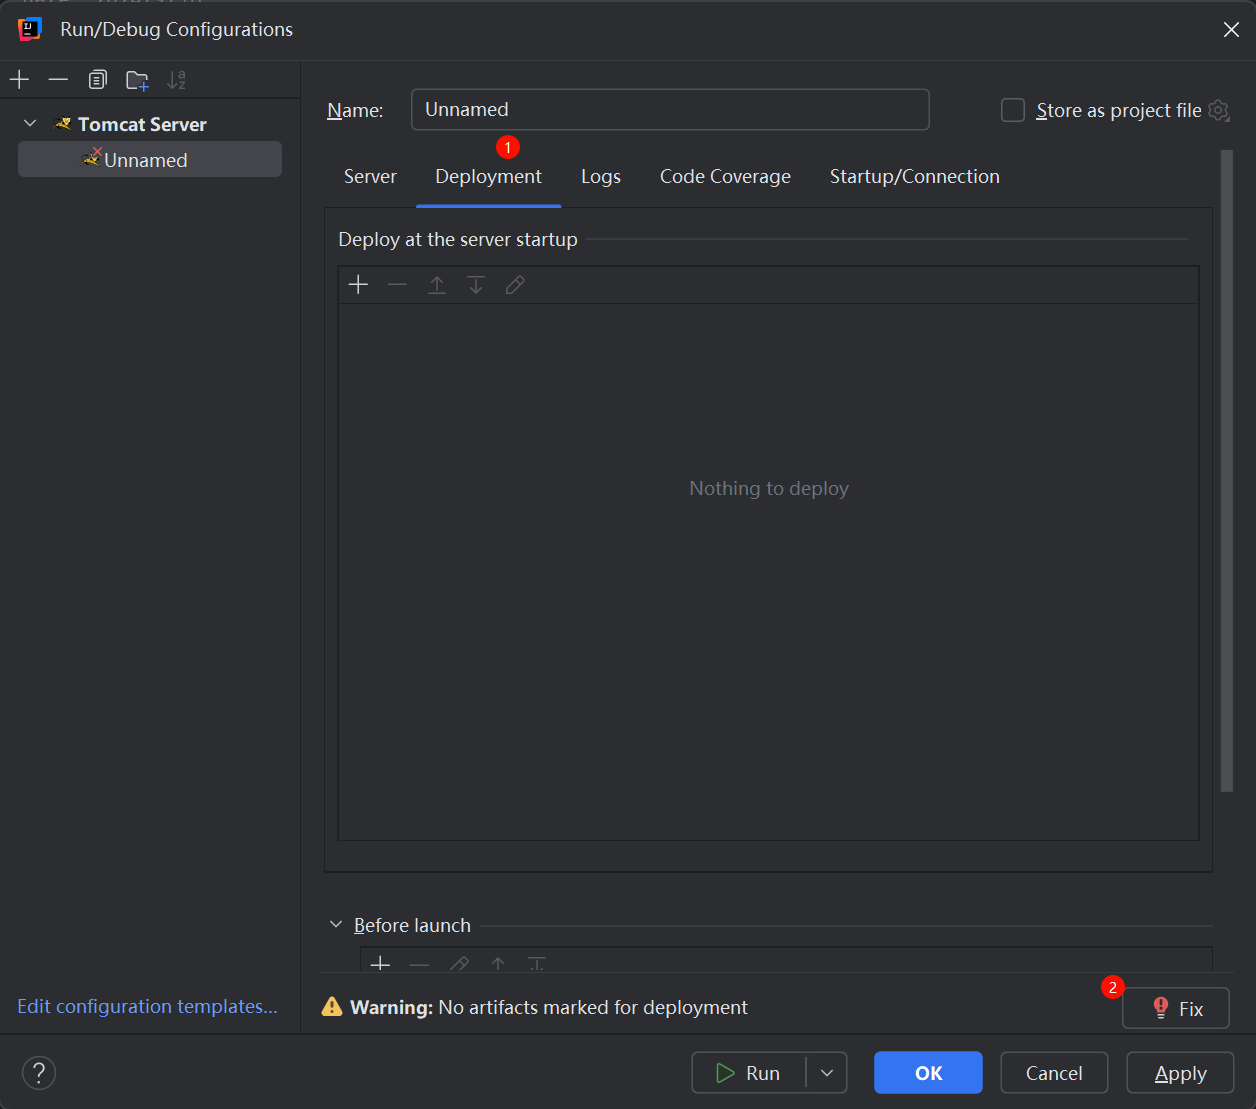 Run/Debug Configurations
Tomcat Server
Unnamed
Edit configuration templates...
Name:
Unnamed
Store as project file
1
Server
Deployment
Logs
Code Coverage
Startup/Connection
Deploy at the server startup
Nothing to deploy
Before launch
Warning: No artifacts marked for deployment
2
Fix
?
Run
OK
Cancel
Apply